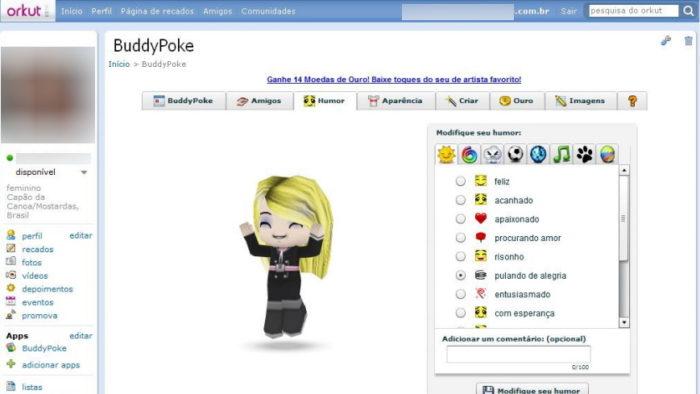 orkut Início Perfil Página de recados Amigos Comunidades .com.br Sair pesquisa do orkut
BuddyPoke
Início > BuddyPoke
Ganhe 14 Moedas de Ouro! Baixe toques do seu de artista favorito!
BuddyPoke Amigos Humor Aparência Criar Ouro Imagens ?
disponível
feminino
Capão da
Canoa/Mostardas,
Brasil
perfil editar
recados
fotos
vídeos
depoimentos
eventos
promova
Apps editar
BuddyPoke
adicionar apps
listas
Modifique seu humor:
feliz
acanhado
apaixonado
procurando amor
risonho
pulando de alegria
entusiasmado
com esperança
Adicionar um comentário: (opcional)
0/100
Modifique seu humor